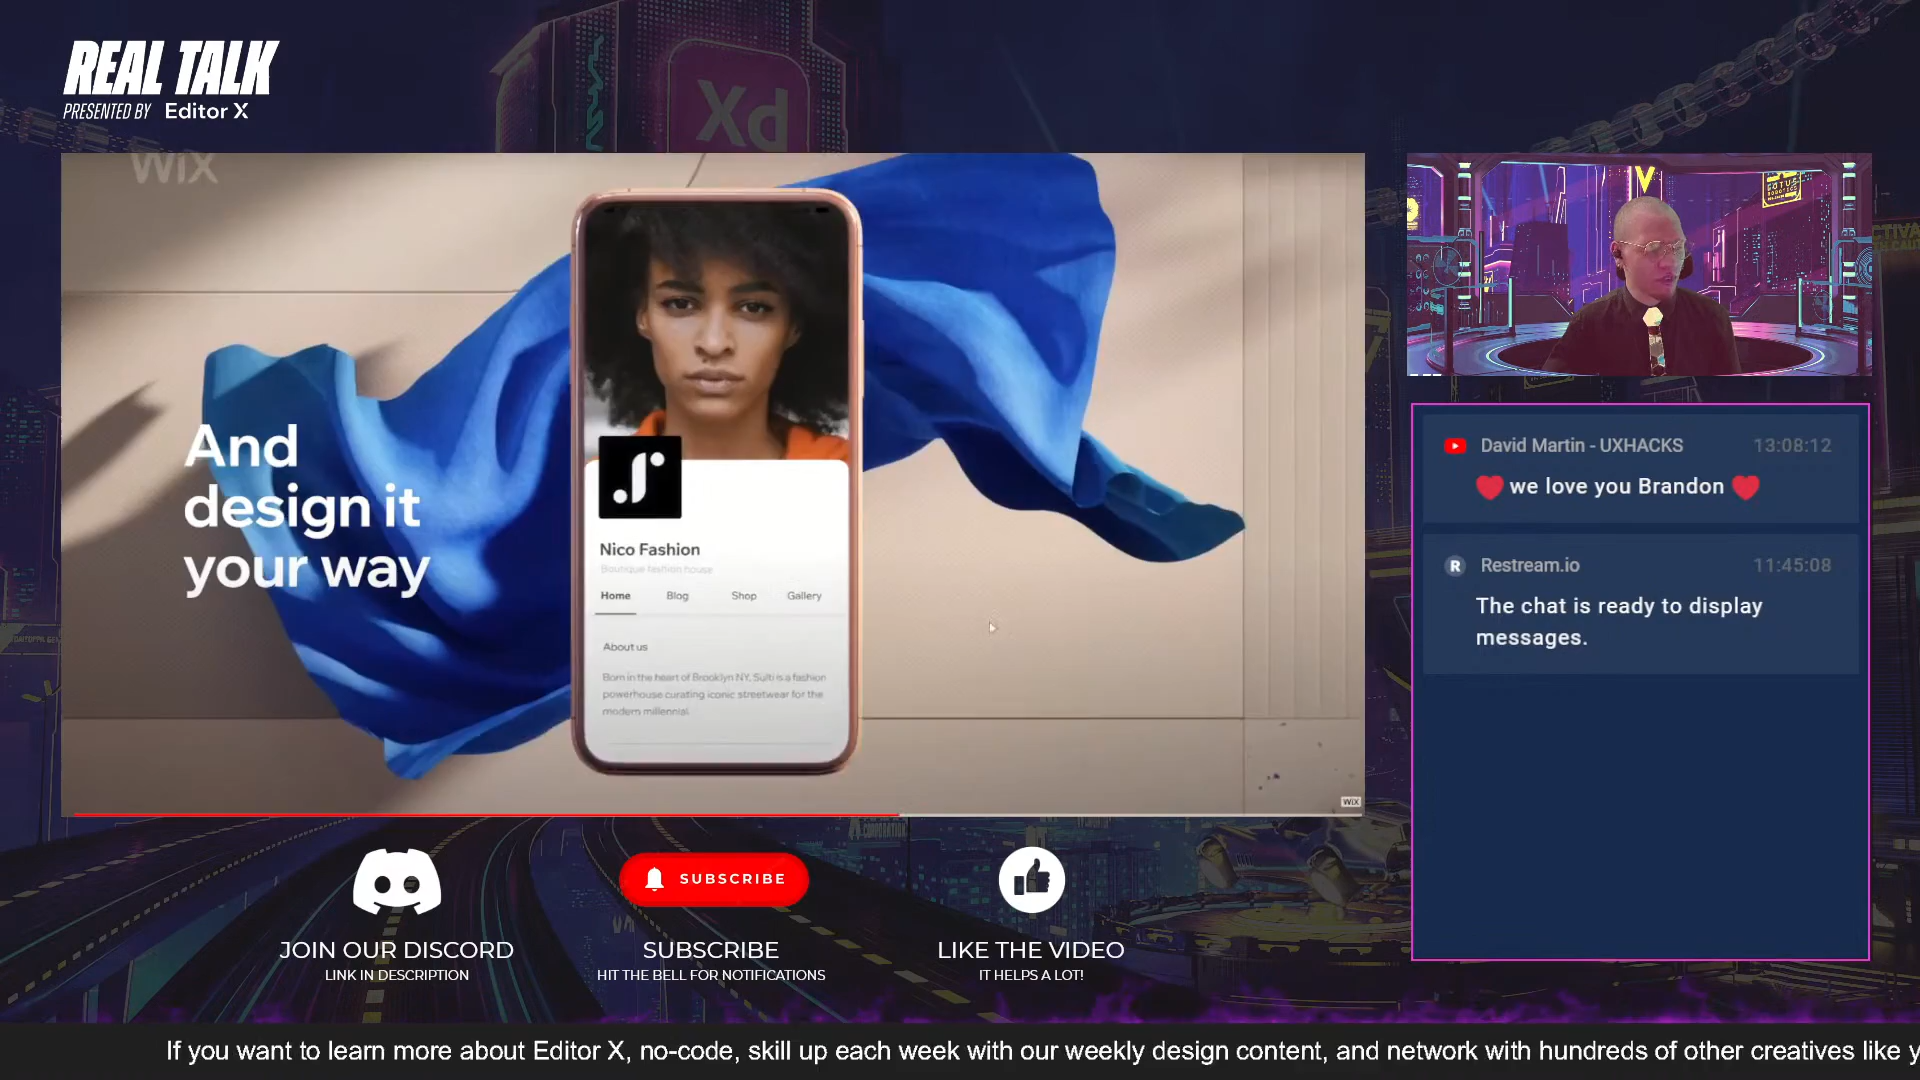 REAL TALK
PRESENTED BY Editor X
Xd
WIX
And
design it
your way
Nico Fashion
Boutique fashion house
Home Blog Shop Gallery
About us
Born in the heart of Brooklyn NY, Suiti is a fashion
powerhouse curating iconic streetwear for the
modern millennial.
WIX
David Martin - UXHACKS 13:08:12
❤️ we love you Brandon ❤️
R Restream.io 11:45:08
The chat is ready to display
messages.
SUBSCRIBE
JOIN OUR DISCORD
LINK IN DESCRIPTION
SUBSCRIBE
HIT THE BELL FOR NOTIFICATIONS
LIKE THE VIDEO
IT HELPS A LOT!
If you want to learn more about Editor X, no-code, skill up each week with our weekly design content, and network with hundreds of other creatives like y